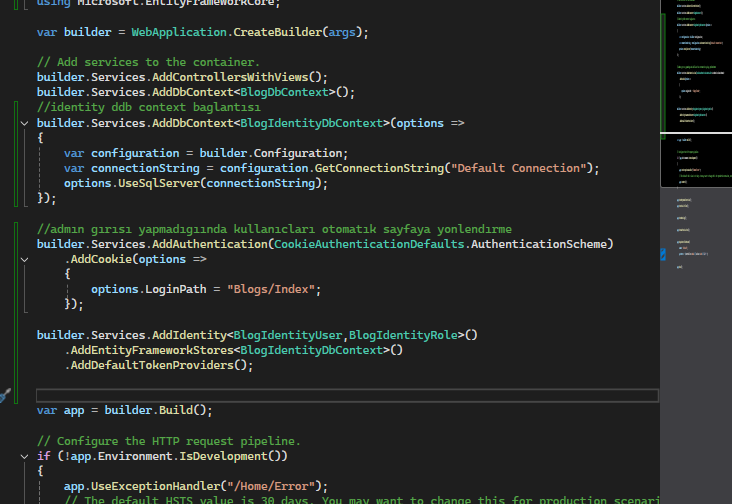 using Microsoft.EntityFrameworkCore;
var builder = WebApplication.CreateBuilder(args);
// Add services to the container.
builder.Services.AddControllersWithViews();
builder.Services.AddDbContext<BlogDbContext>();
//identity ddb context baglantısı
builder.Services.AddDbContext<BlogIdentityDbContext>(options =>
{
var configuration = builder.Configuration;
var connectionString = configuration.GetConnectionString("Default Connection");
options.UseSqlServer(connectionString);
});
//admın gırısı yapmadıgıında kullanıcları otomatık sayfaya yonlendırme
builder.Services.AddAuthentication(CookieAuthenticationDefaults.AuthenticationScheme)
.AddCookie(options =>
{
options.LoginPath = "Blogs/Index";
});
builder.Services.AddIdentity<BlogIdentityUser,BlogIdentityRole>()
.AddEntityFrameworkStores<BlogIdentityDbContext>()
.AddDefaultTokenProviders();
var app = builder.Build();
// Configure the HTTP request pipeline.
if (!app.Environment.IsDevelopment())
{
app.UseExceptionHandler("/Home/Error");
// The default HSTS value is 30 days. You may want to change this for production scenari